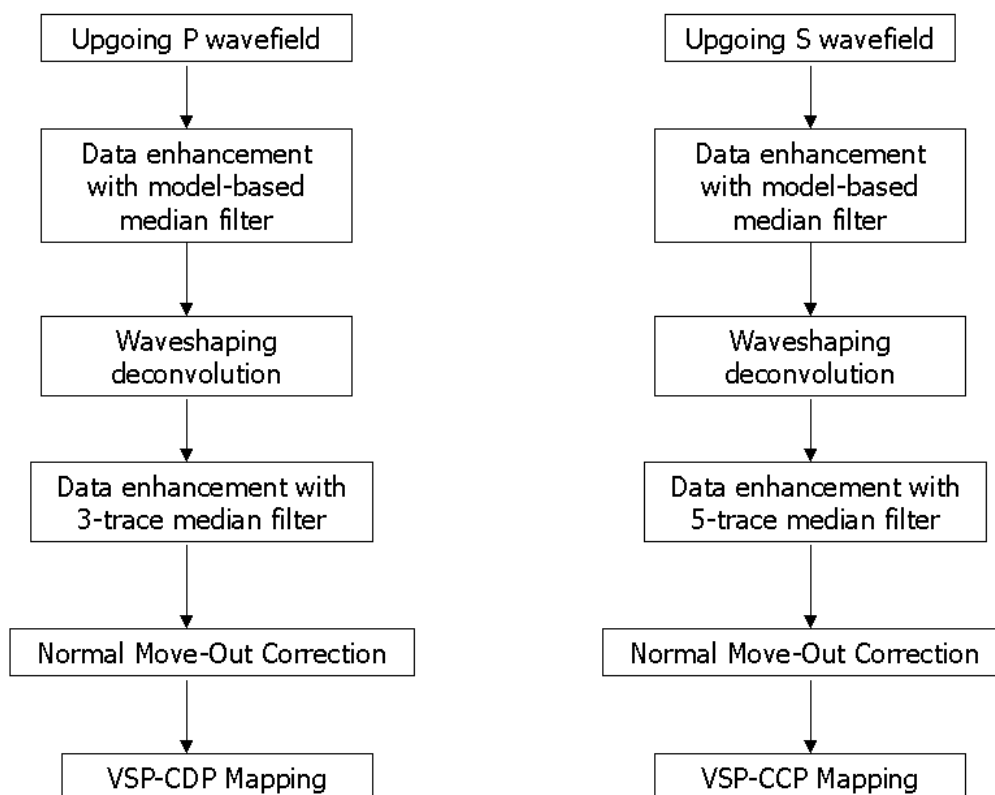 Upgoing P wavefield
Data enhancement
with model-based
median filter
Waveshaping
deconvolution
Data enhancement with
3-trace median filter
Normal Move-Out Correction
VSP-CDP Mapping
Upgoing S wavefield
Data enhancement
with model-based
median filter
Waveshaping
deconvolution
Data enhancement with
5-trace median filter
Normal Move-Out Correction
VSP-CCP Mapping